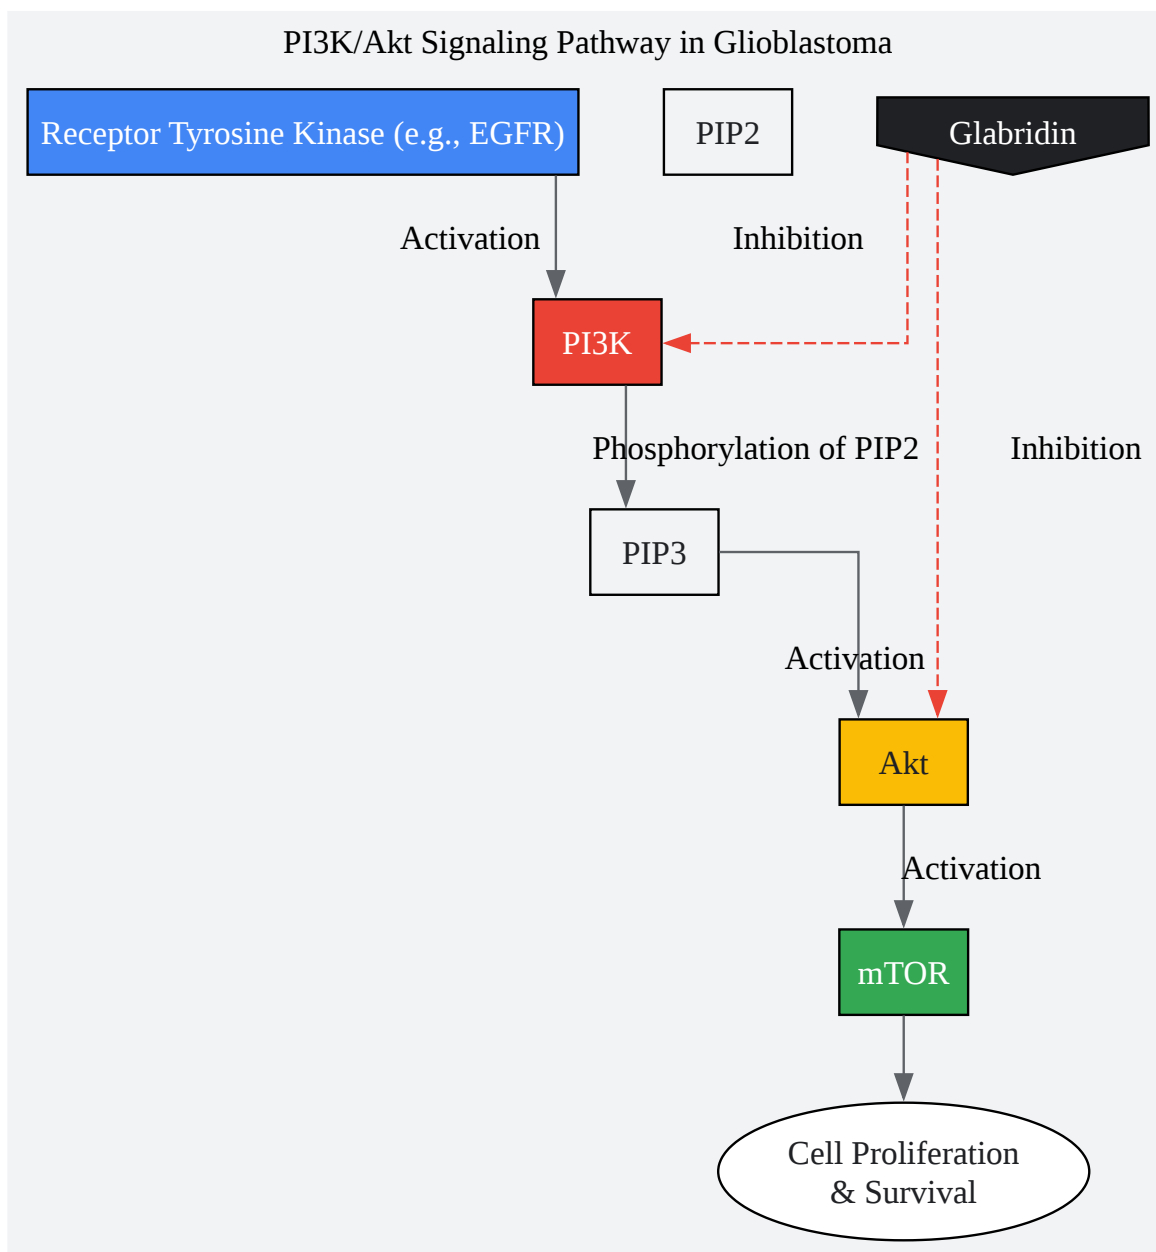 PI3K/Akt Signaling Pathway in Glioblastoma
Receptor Tyrosine Kinase (e.g., EGFR)
PIP2
Glabridin
Activation
Inhibition
PI3K
Phosphorylation of PIP2
Inhibition
PIP3
Activation
Akt
Activation
mTOR
Cell Proliferation
& Survival